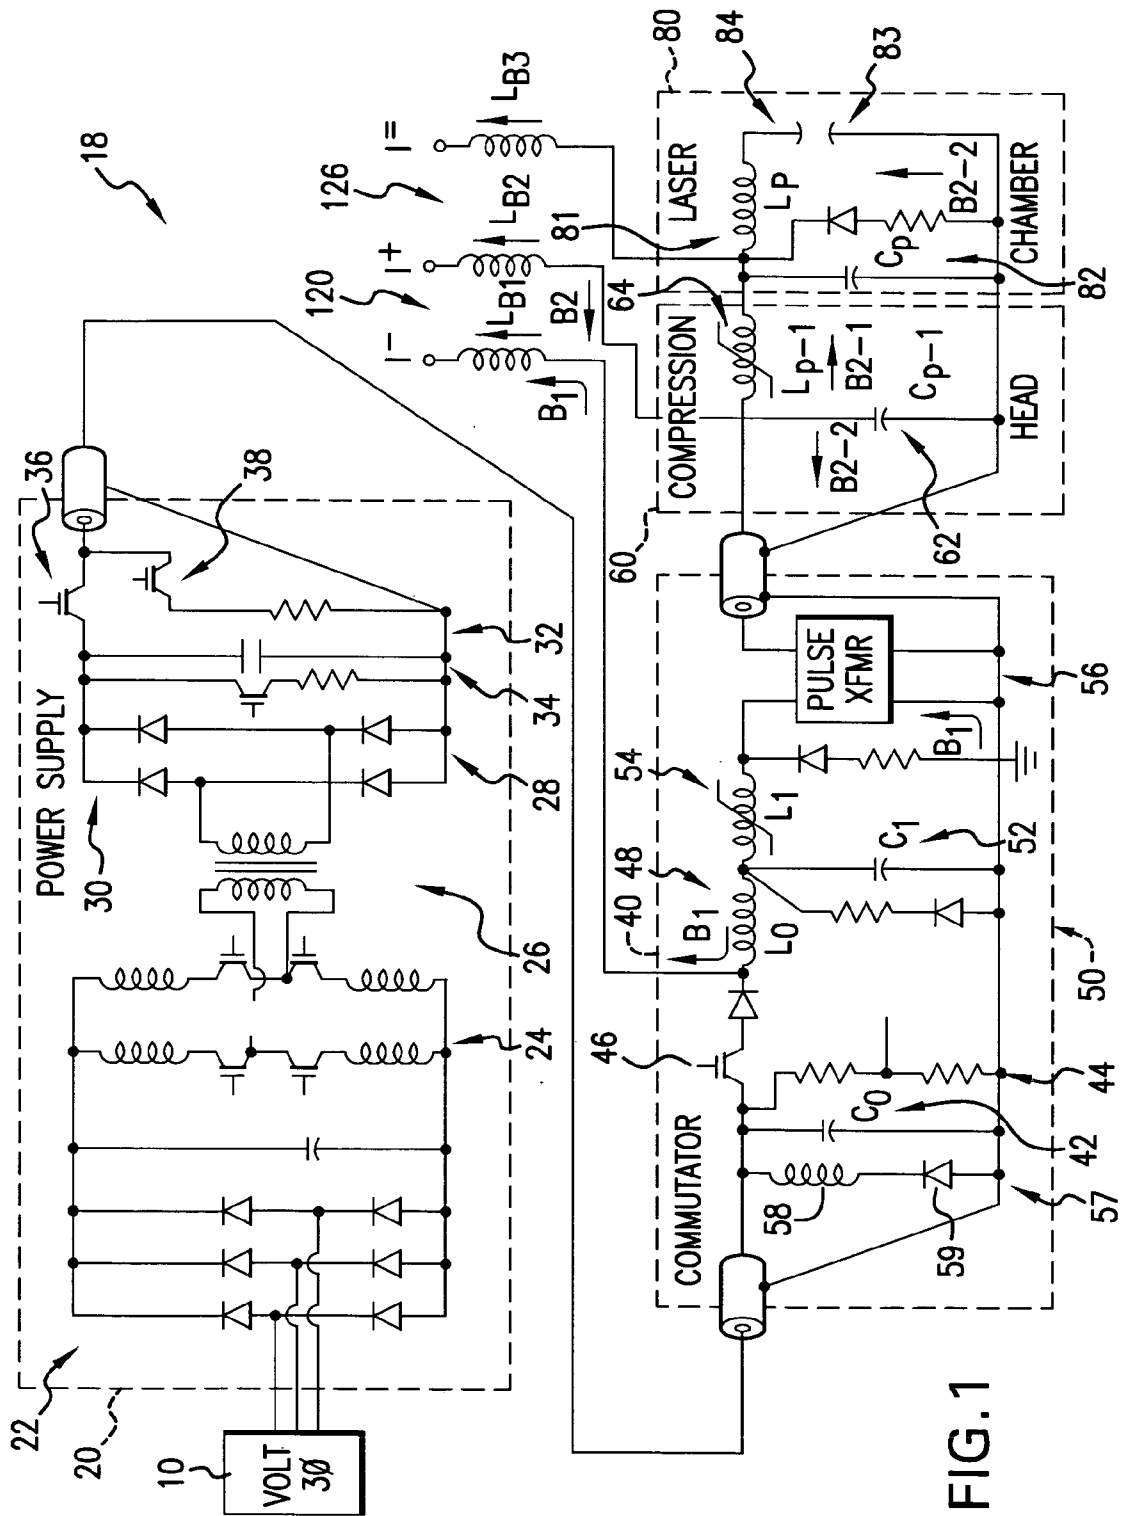 18
36
38
POWER SUPPLY
30
32
34
28
26
24
22
20
10
VOLT
3Ø
126
120
I=
I+
I-
LB3
LB2
LB1
B2
B1
80
84
83
LASER
81
LP
B2-2
CHAMBER
CP
82
64
COMPRESSION
Lp-1
B2-1
Cp-1
HEAD
B2-2
62
60
PULSE
XFMR
56
B1
54
L1
C1
52
48
40
B1
L0
50
46
44
C0
42
COMMUTATOR
58
59
57
FIG.1